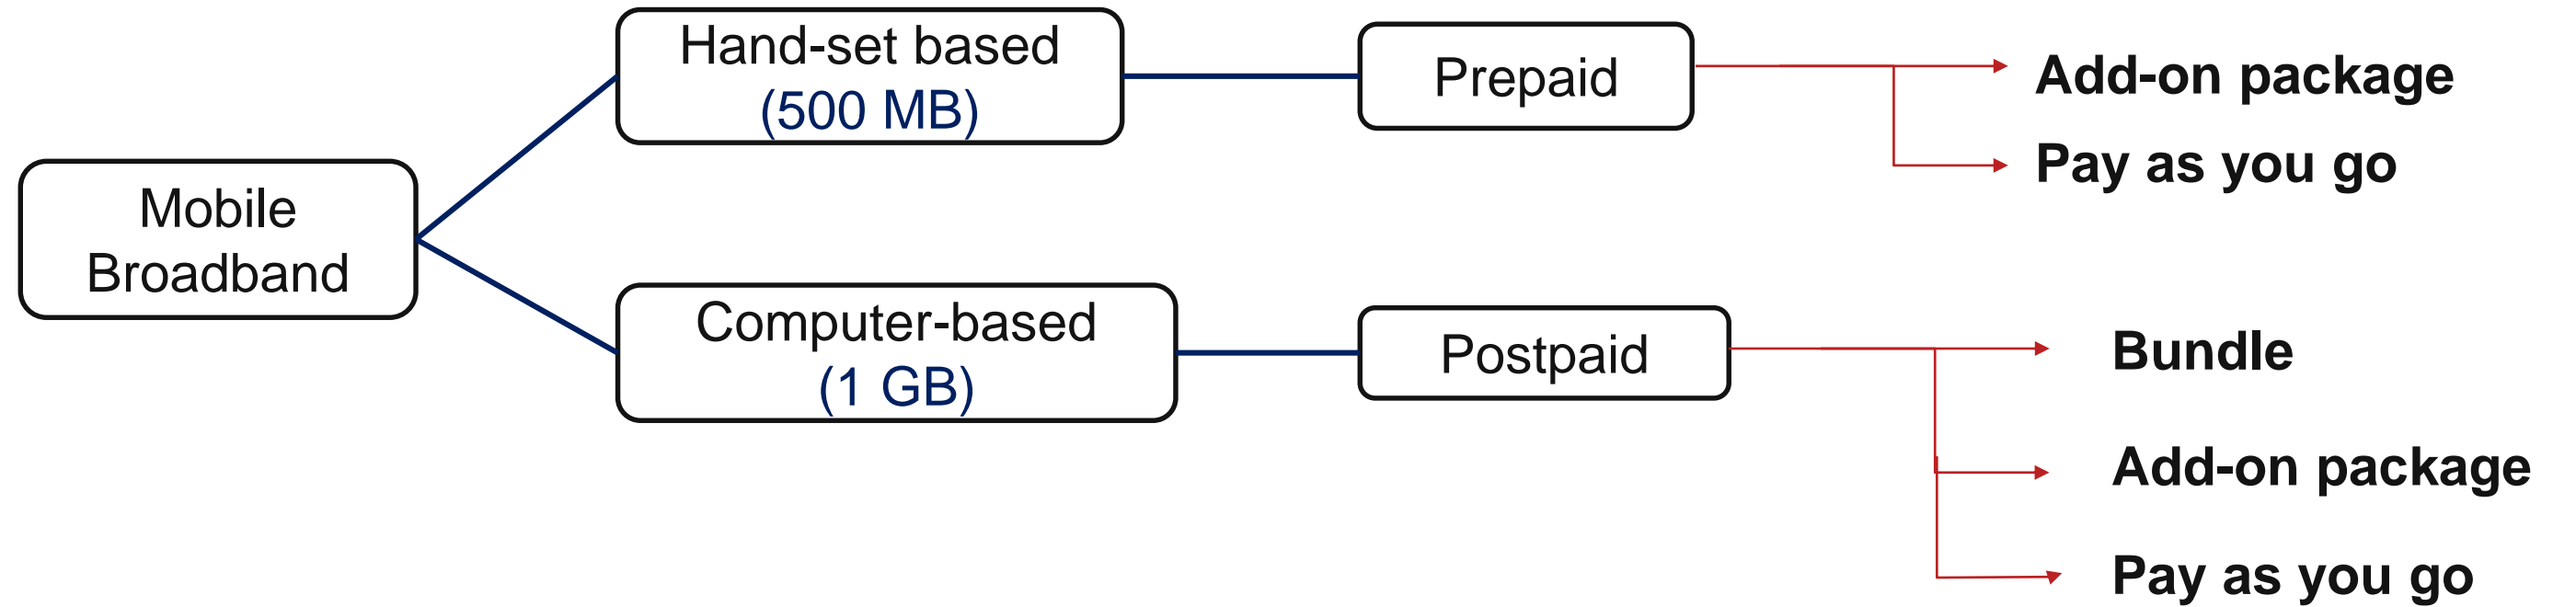 Mobile
Broadband
Hand-set based
(500 MB)
Prepaid
Add-on package
Pay as you go
Computer-based
(1 GB)
Postpaid
Bundle
Add-on package
Pay as you go